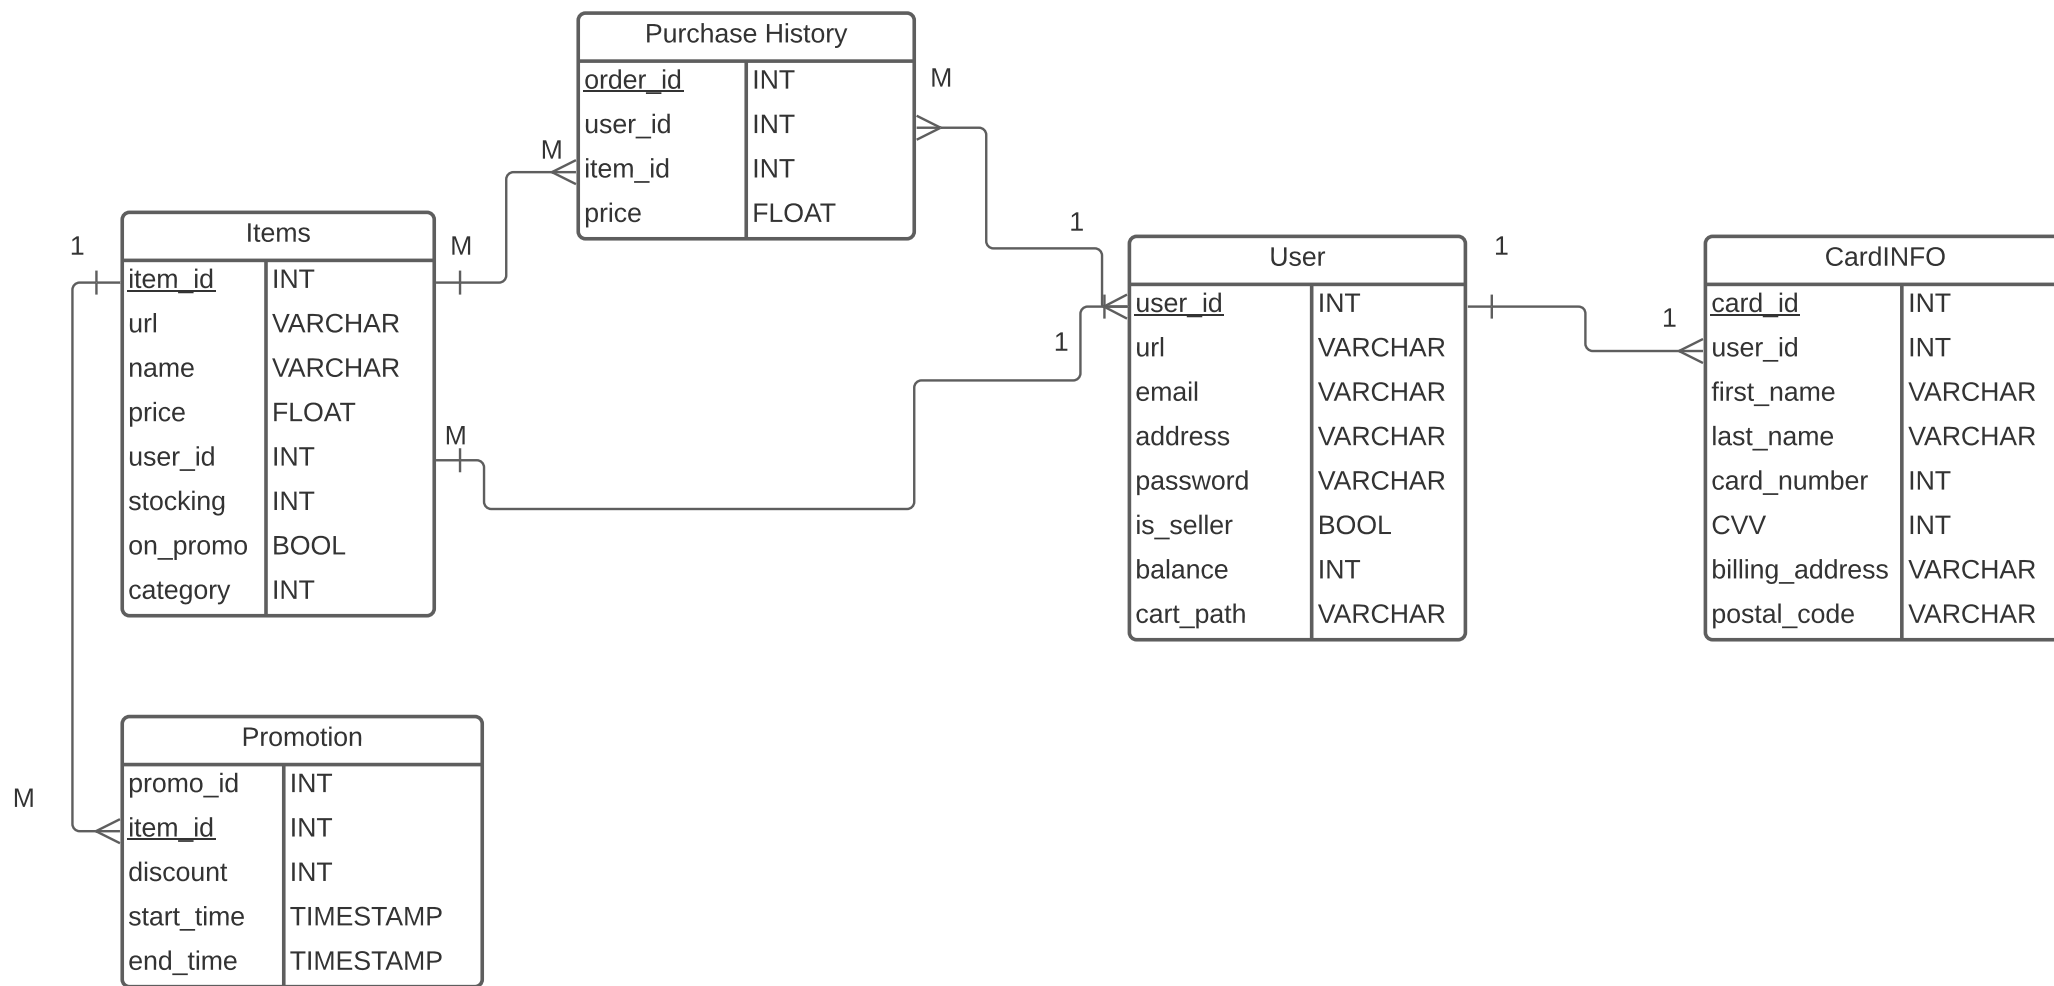 Purchase History
order_id INT
user_id INT
item_id INT
price FLOAT
M
M
Items
item_id INT
url VARCHAR
name VARCHAR
price FLOAT
user_id INT
stocking INT
on_promo BOOL
category INT
1
M
M
1
1
User
user_id INT
url VARCHAR
email VARCHAR
address VARCHAR
password VARCHAR
is_seller BOOL
balance INT
cart_path VARCHAR
1
1
CardINFO
card_id INT
user_id INT
first_name VARCHAR
last_name VARCHAR
card_number INT
CVV INT
billing_address VARCHAR
postal_code VARCHAR
Promotion
promo_id INT
item_id INT
discount INT
start_time TIMESTAMP
end_time TIMESTAMP
M